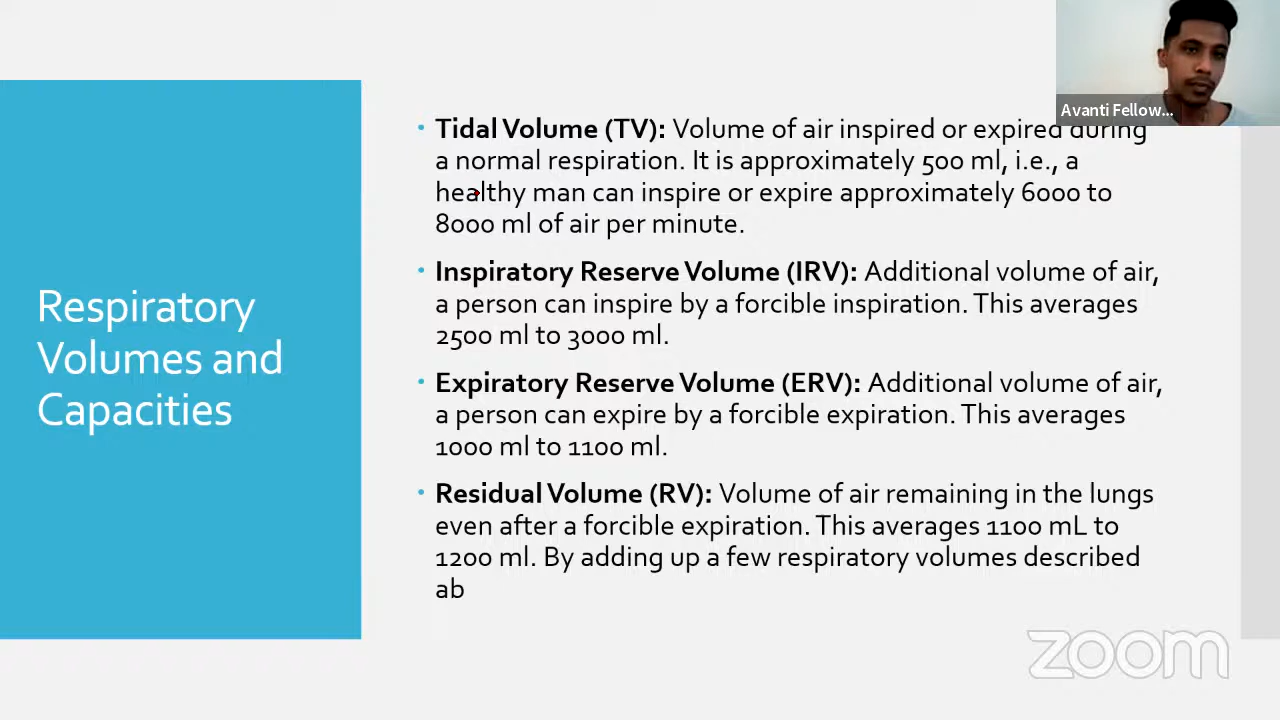 Avanti Fellow...
Respiratory
Volumes and
Capacities
• Tidal Volume (TV): Volume of air inspired or expired during
a normal respiration. It is approximately 500 ml, i.e., a
healthy man can inspire or expire approximately 6000 to
8000 ml of air per minute.
• Inspiratory Reserve Volume (IRV): Additional volume of air,
a person can inspire by a forcible inspiration. This averages
2500 ml to 3000 ml.
• Expiratory Reserve Volume (ERV): Additional volume of air,
a person can expire by a forcible expiration. This averages
1000 ml to 1100 ml.
• Residual Volume (RV): Volume of air remaining in the lungs
even after a forcible expiration. This averages 1100 mL to
1200 ml. By adding up a few respiratory volumes described
ab
zoom